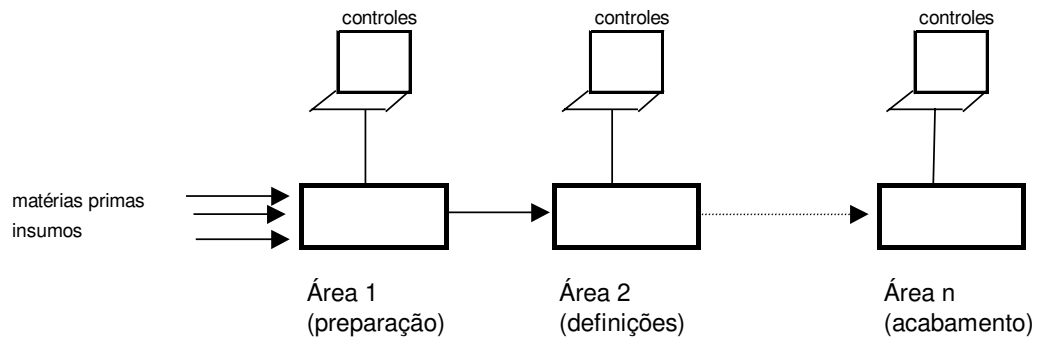 controles
controles
controles
matérias primas
insumos
Área 1
(preparação)
Área 2
(definições)
Área n
(acabamento)